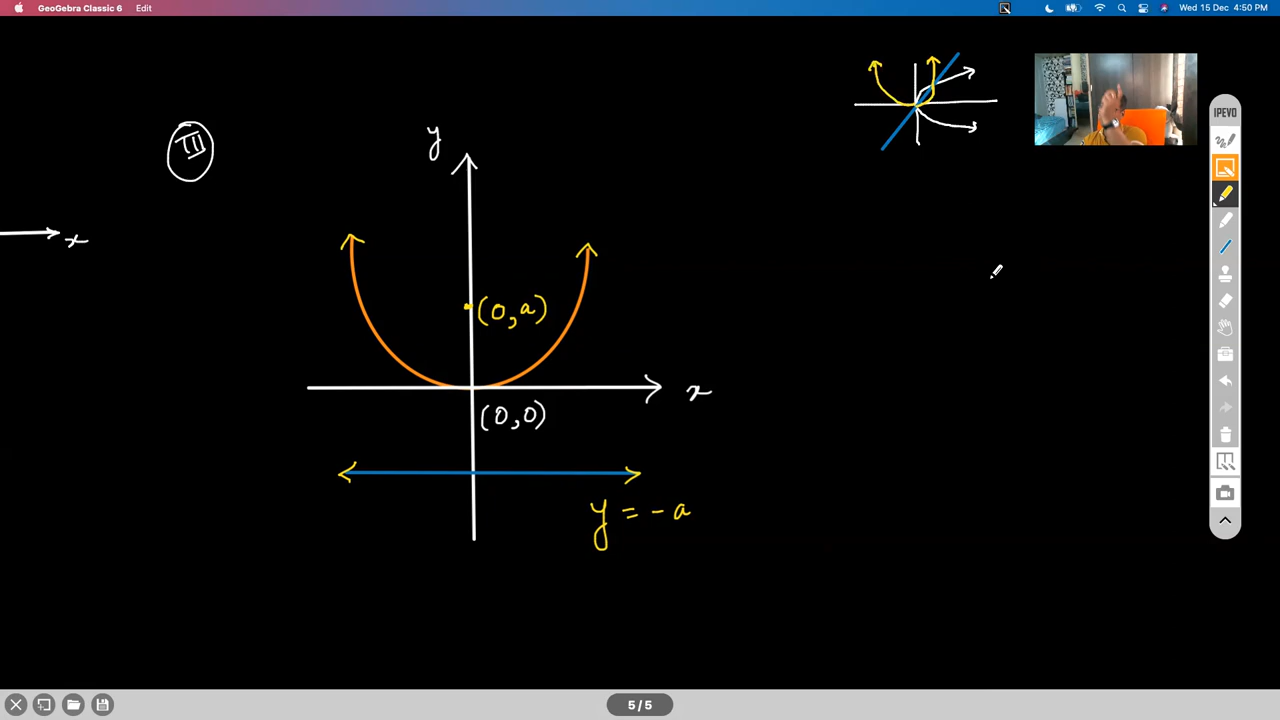 GeoGebra Classic 6 Edit Wed 15 Dec 4:50 PM
IPEVO
III
y
x
(0,a)
x
(0,0)
y = -a
5 / 5